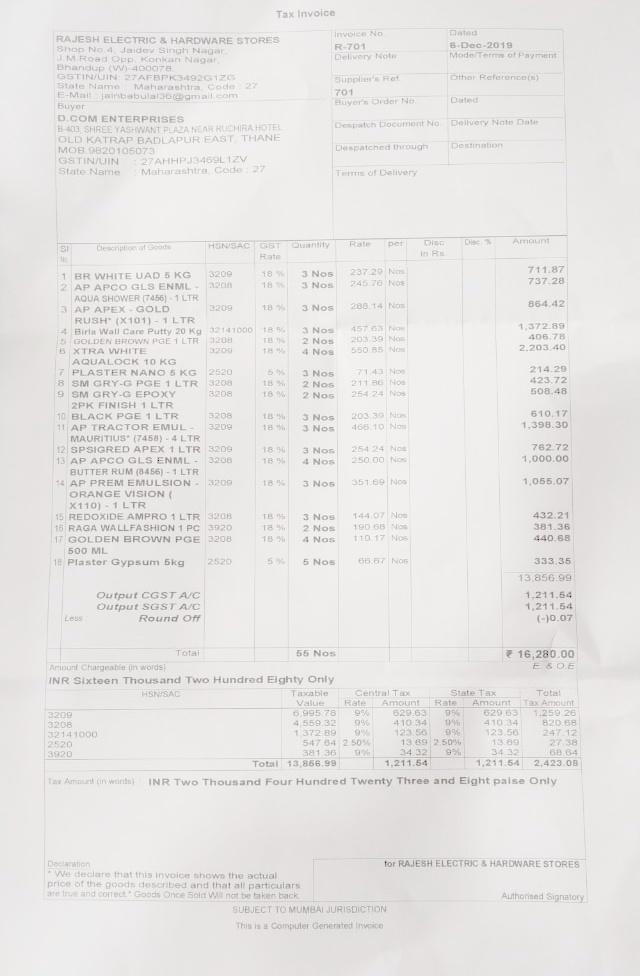 Tax Invoice
RAJESH ELECTRIC & HARDWARE STORES
Shop No.4, Jaidev Singh Nagar,
J.M.Road Opp. Konkan Nagar,
Bhandup (W)-400078.
GSTIN/UIN: 27AFBPK3492G1ZG
State Name : Maharashtra, Code : 27
E-Mail : jainbabulal36@gmail.com
Invoice No. Dated
R-701 6-Dec-2019
Delivery Note Mode/Terms of Payment
Supplier's Ref. Other Reference(s)
701
Buyer
D.COM ENTERPRISES
B-403, SHREE YASHWANT PLAZA NEAR RUCHIRA HOTEL
OLD KATRAP BADLAPUR EAST, THANE
MOB.9820105073
GSTIN/UIN : 27AHHPJ3469L1ZV
State Name : Maharashtra, Code : 27
Buyer's Order No. Dated
Despatch Document No. Delivery Note Date
Despatched through Destination
Terms of Delivery
Sl Description of Goods HSN/SAC GST Quantity Rate per Disc Disc. % Amount
No. Rate in Rs.
1 BR WHITE UAD 5 KG 3209 18 % 3 Nos 237.29 Nos 711.87
2 AP APCO GLS ENML - 3208 18 % 3 Nos 245.76 Nos 737.28
AQUA SHOWER (7456) - 1 LTR
3 AP APEX - GOLD 3209 18 % 3 Nos 288.14 Nos 864.42
RUSH* (X101) - 1 LTR
4 Birla Wall Care Putty 20 Kg 32141000 18 % 3 Nos 457.63 Nos 1,372.89
5 GOLDEN BROWN PGE 1 LTR 3208 18 % 2 Nos 203.39 Nos 406.78
6 XTRA WHITE 3209 18 % 4 Nos 550.85 Nos 2,203.40
AQUALOCK 10 KG
7 PLASTER NANO 5 KG 2520 5 % 3 Nos 71.43 Nos 214.29
8 SM GRY-G PGE 1 LTR 3208 18 % 2 Nos 211.86 Nos 423.72
9 SM GRY-G EPOXY 3208 18 % 2 Nos 254.24 Nos 508.48
2PK FINISH 1 LTR
10 BLACK PGE 1 LTR 3208 18 % 3 Nos 203.39 Nos 610.17
11 AP TRACTOR EMUL - 3209 18 % 3 Nos 466.10 Nos 1,398.30
MAURITIUS* (7458) - 4 LTR
12 SPSIGRED APEX 1 LTR 3209 18 % 3 Nos 254.24 Nos 762.72
13 AP APCO GLS ENML - 3208 18 % 4 Nos 250.00 Nos 1,000.00
BUTTER RUM (8456) - 1 LTR
14 AP PREM EMULSION - 3209 18 % 3 Nos 351.69 Nos 1,055.07
ORANGE VISION (
X110) - 1 LTR
15 REDOXIDE AMPRO 1 LTR 3208 18 % 3 Nos 144.07 Nos 432.21
16 RAGA WALLFASHION 1 PC 3920 18 % 2 Nos 190.68 Nos 381.36
17 GOLDEN BROWN PGE 3208 18 % 4 Nos 110.17 Nos 440.68
500 ML
18 Plaster Gypsum 5kg 2520 5 % 5 Nos 66.67 Nos 333.35
13,856.99
Output CGST A/C 1,211.54
Output SGST A/C 1,211.54
Less Round Off (-)0.07
Total 55 Nos ₹ 16,280.00
Amount Chargeable (in words) E. & O.E
INR Sixteen Thousand Two Hundred Eighty Only
HSN/SAC Taxable Central Tax State Tax Total
Value Rate Amount Rate Amount Tax Amount
3209 6,995.78 9% 629.63 9% 629.63 1,259.26
3208 4,559.32 9% 410.34 9% 410.34 820.68
32141000 1,372.89 9% 123.56 9% 123.56 247.12
2520 547.64 2.50% 13.69 2.50% 13.69 27.38
3920 381.36 9% 34.32 9% 34.32 68.64
Total 13,856.99 1,211.54 1,211.54 2,423.08
Tax Amount (in words) : INR Two Thousand Four Hundred Twenty Three and Eight paise Only
Declaration
" We declare that this invoice shows the actual
price of the goods described and that all particulars
are true and correct." Goods Once Sold Will not be taken back.
for RAJESH ELECTRIC & HARDWARE STORES
Authorised Signatory
SUBJECT TO MUMBAI JURISDICTION
This is a Computer Generated Invoice